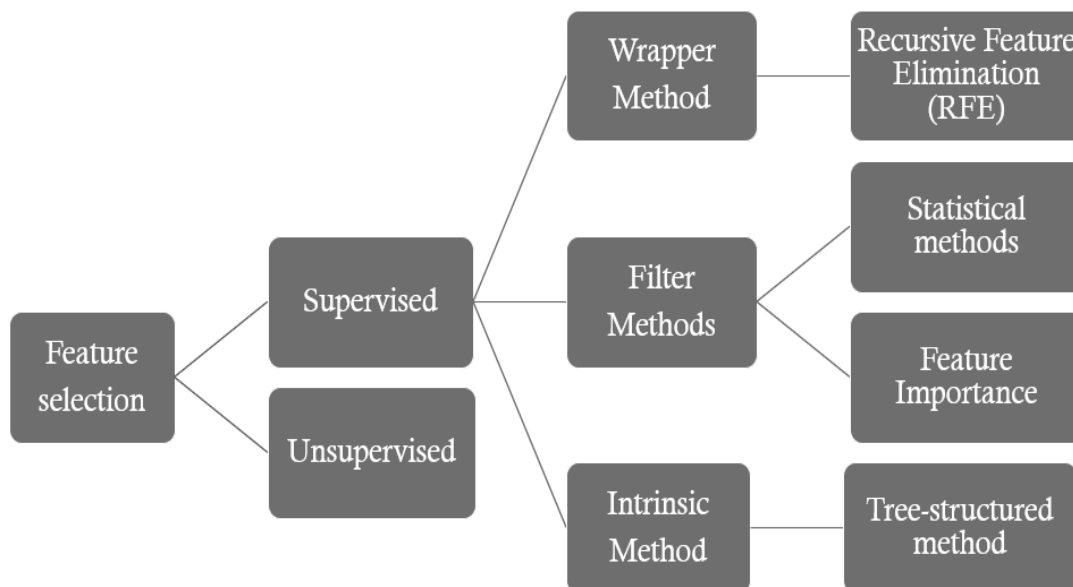 Feature
selection
Supervised
Unsupervised
Wrapper
Method
Filter
Methods
Intrinsic
Method
Recursive Feature
Elimination
(RFE)
Statistical
methods
Feature
Importance
Tree-structured
method